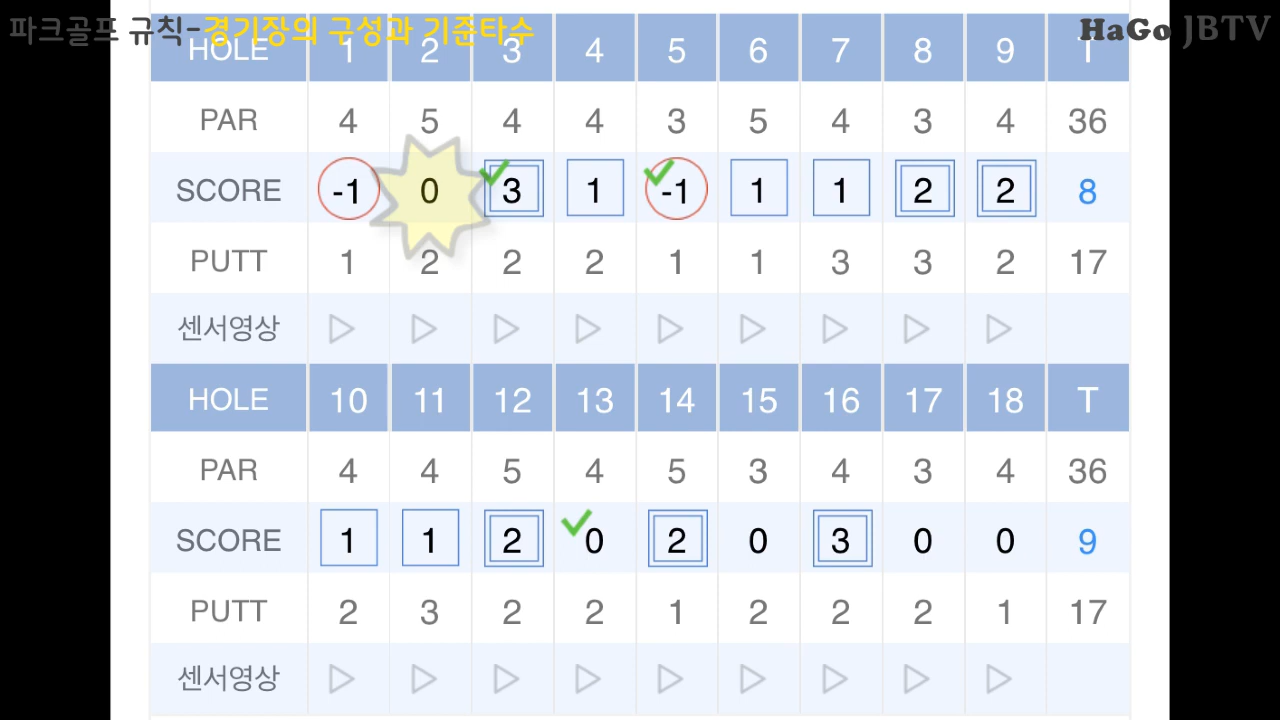 파크골프 규칙-경기장의 구성과 기준타수
HaGo JBTV
HOLE 1 2 3 4 5 6 7 8 9 T
PAR 4 5 4 4 3 5 4 3 4 36
SCORE -1 0 3 1 -1 1 1 2 2 8
PUTT 1 2 2 2 1 1 3 3 2 17
센서영상
HOLE 10 11 12 13 14 15 16 17 18 T
PAR 4 4 5 4 5 3 4 3 4 36
SCORE 1 1 2 0 2 0 3 0 0 9
PUTT 2 3 2 2 1 2 2 2 1 17
센서영상